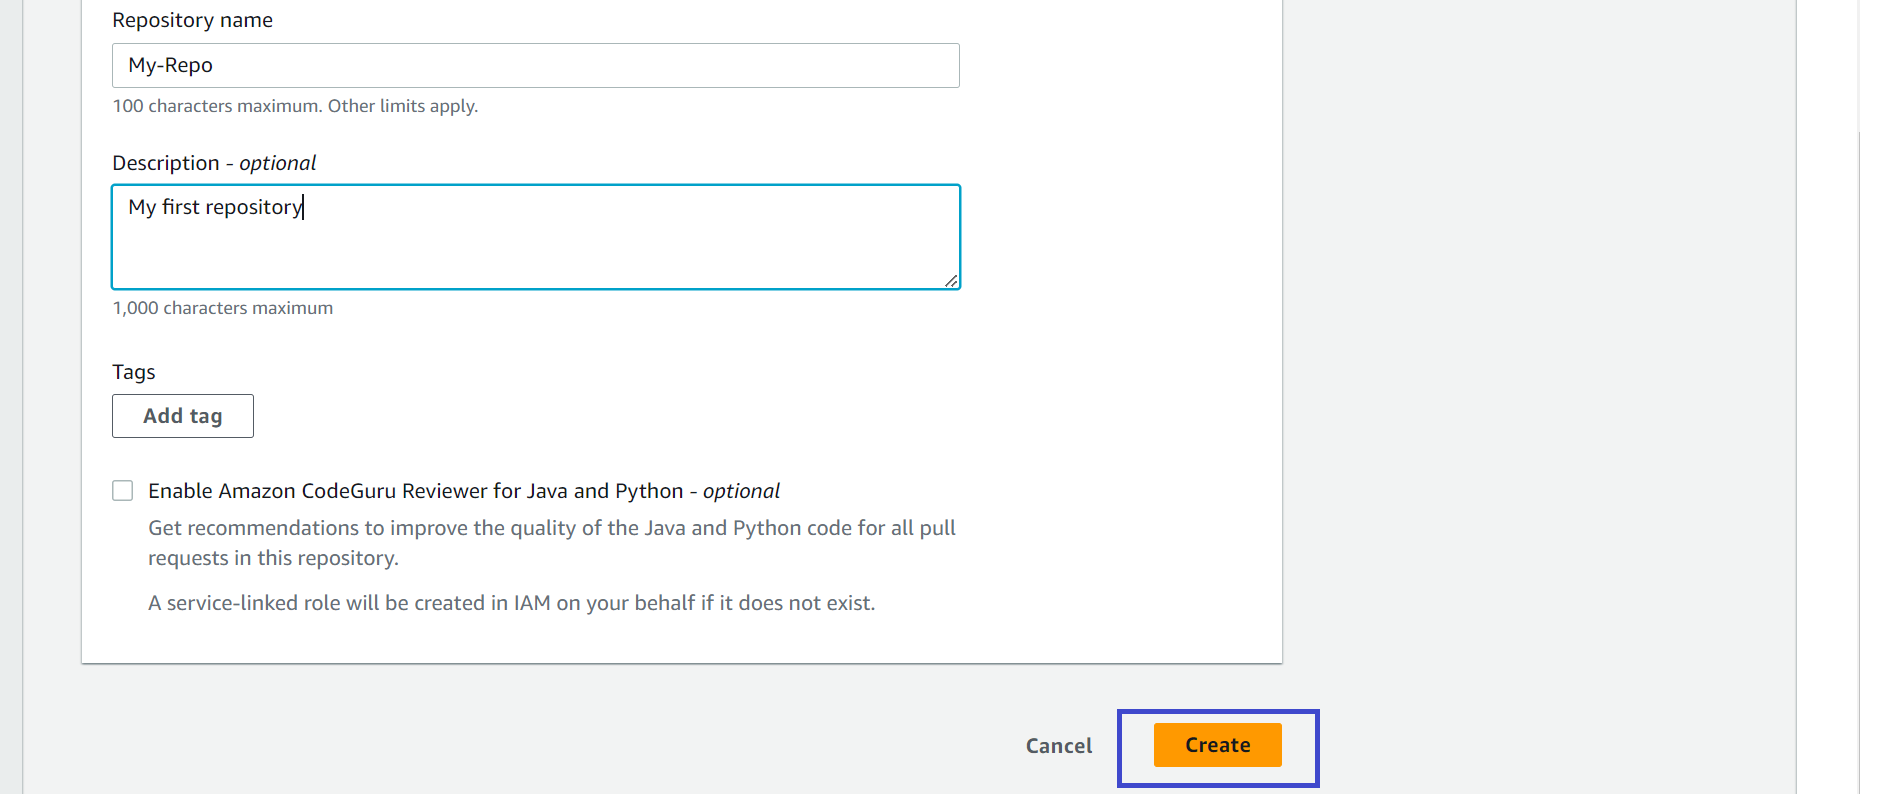 Repository name
My-Repo
100 characters maximum. Other limits apply.
Description - optional
My first repository
1,000 characters maximum
Tags
Add tag
Enable Amazon CodeGuru Reviewer for Java and Python - optional
Get recommendations to improve the quality of the Java and Python code for all pull
requests in this repository.
A service-linked role will be created in IAM on your behalf if it does not exist.
Cancel Create